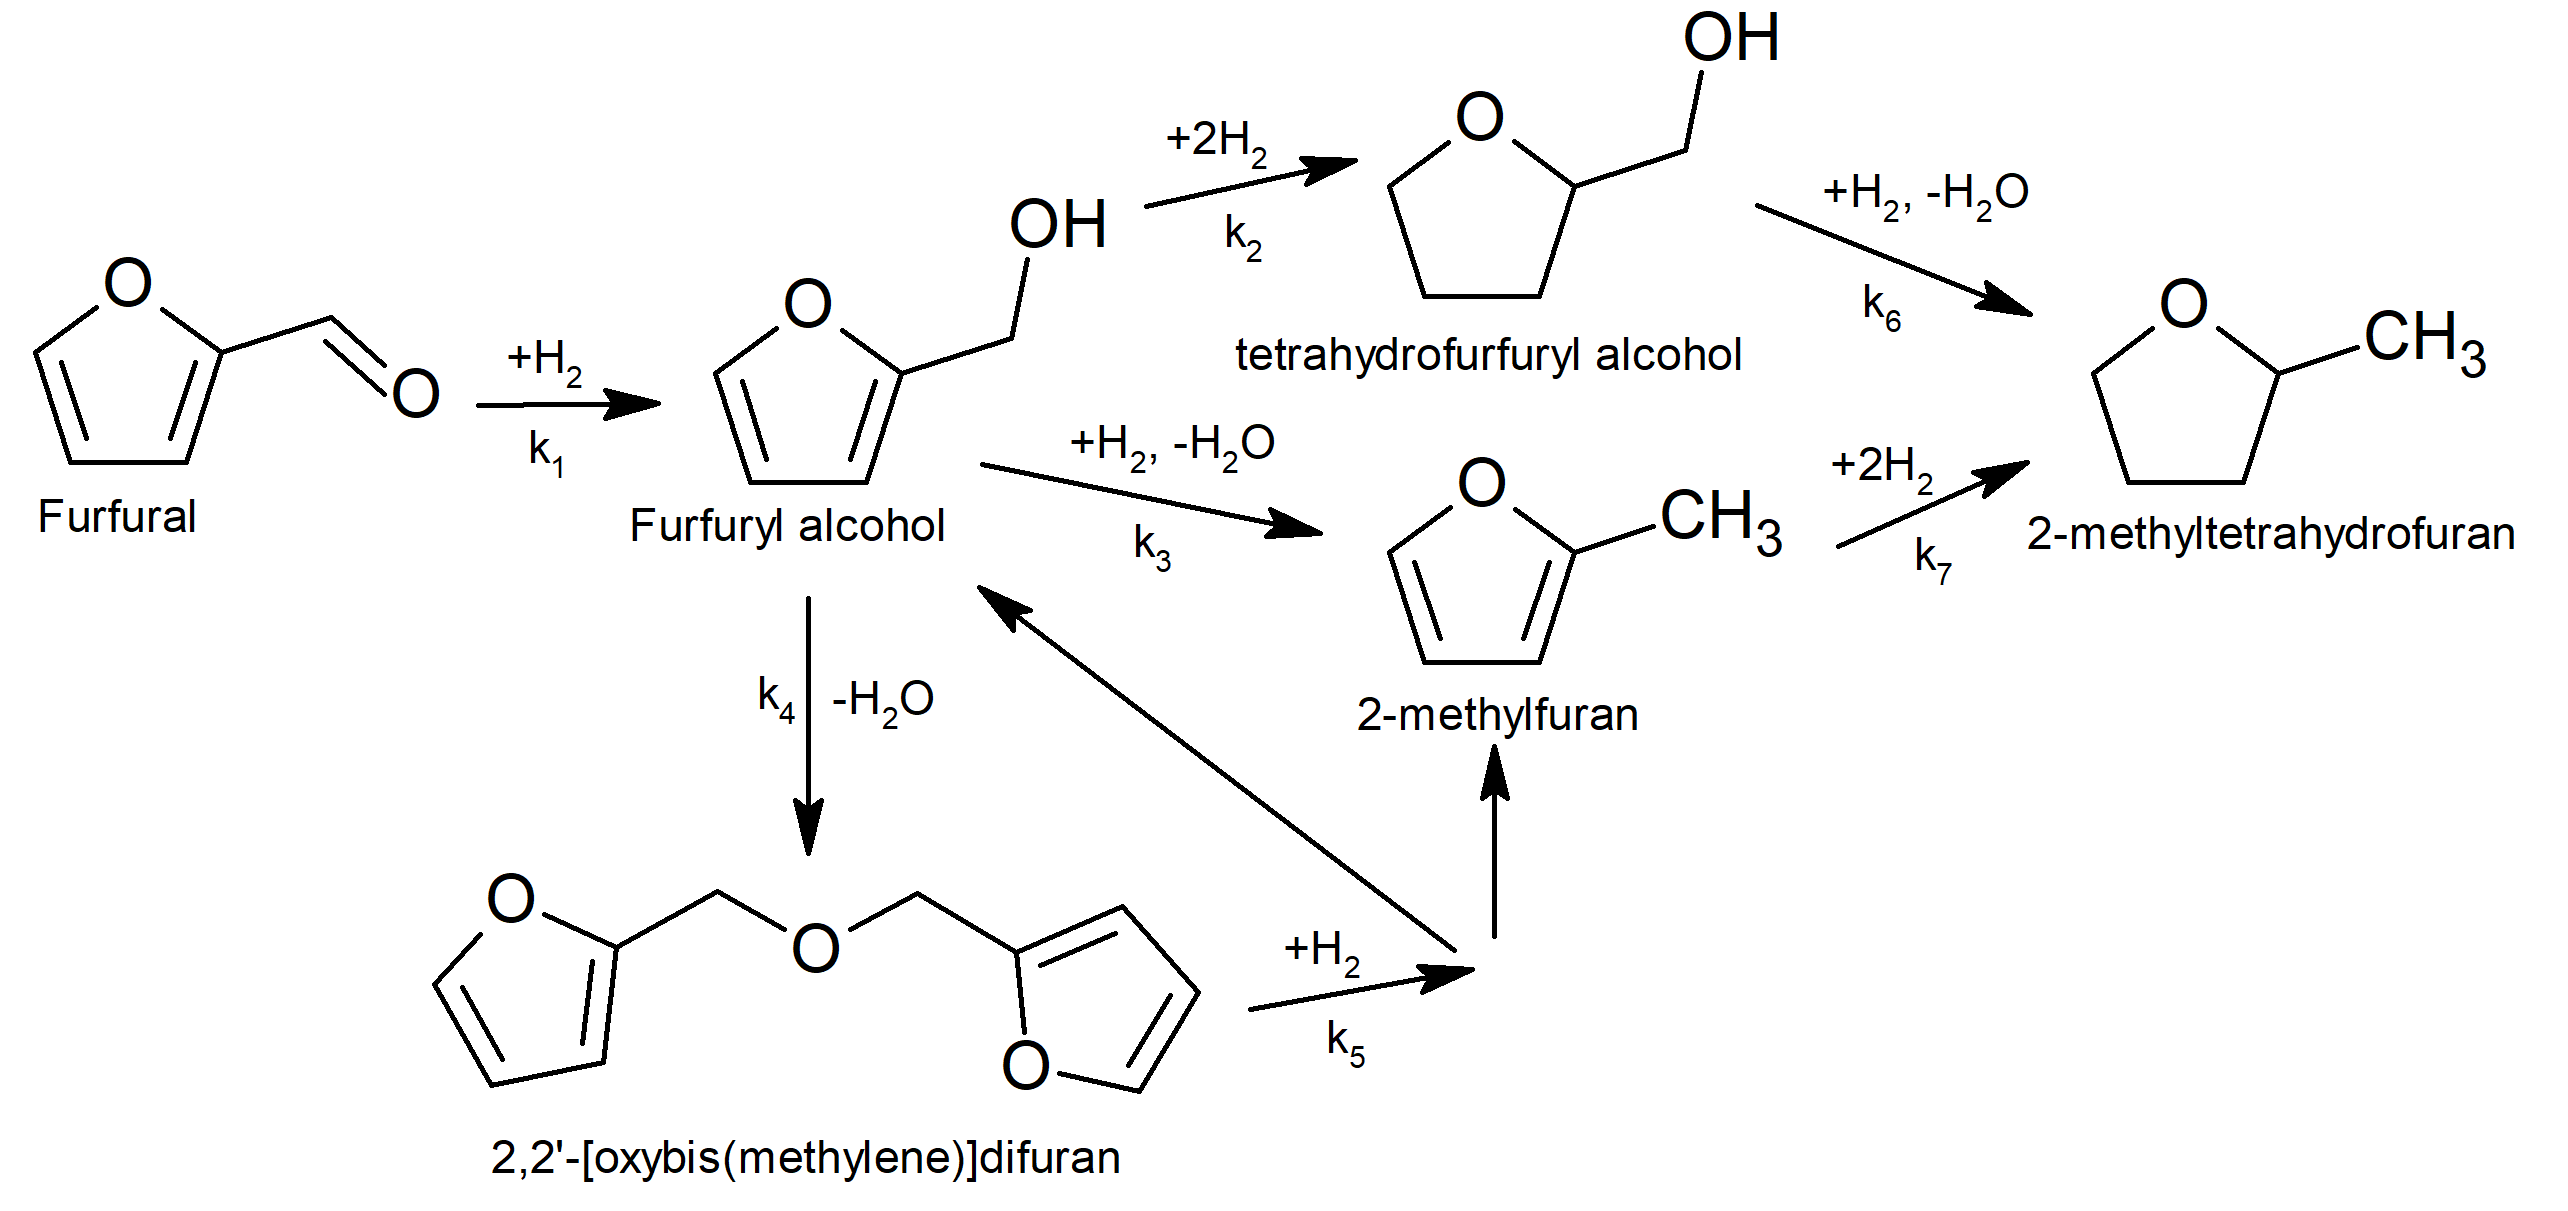 OH
O
+2H2
k2
+H2, -H2O
k6
tetrahydrofurfuryl alcohol
O
O
+H2
k1
Furfural
OH
O
Furfuryl alcohol
+H2, -H2O
k3
O
CH3
2-methylfuran
+2H2
k7
O
CH3
2-methyltetrahydrofuran
k4
-H2O
O
O
O
+H2
k5
2,2'-[oxybis(methylene)]difuran